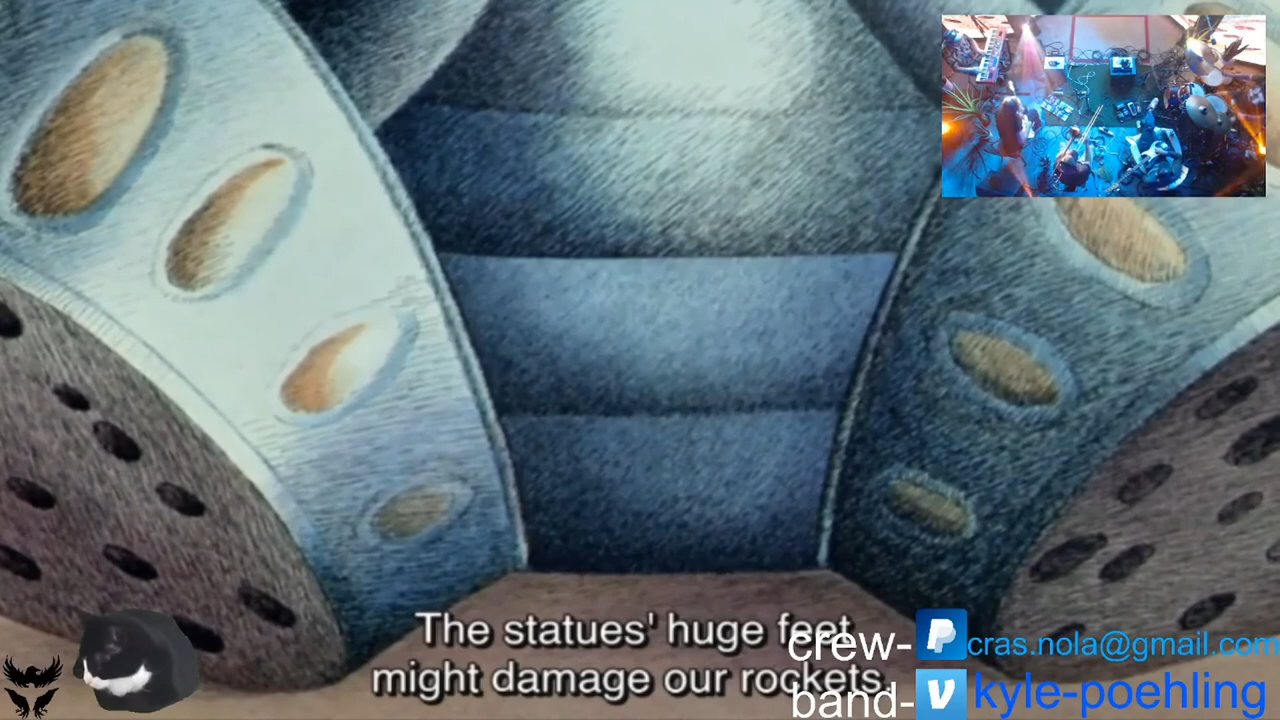 The statues' huge feet
might damage our rockets.
crew- P cras.nola@gmail.com
band- V kyle-poehling